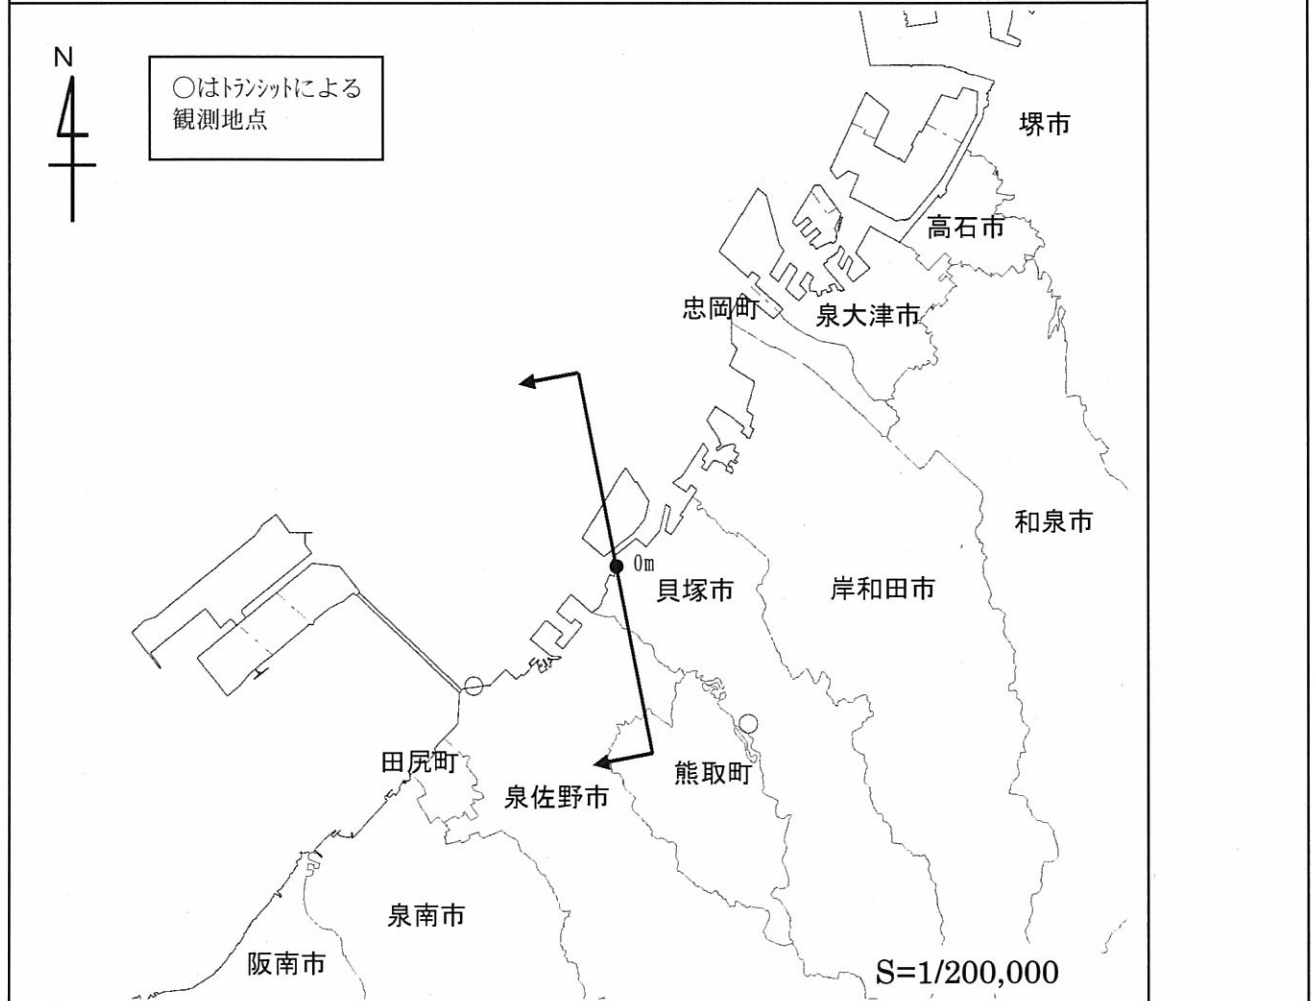 N
○はトランシットによる
観測地点
堺市
高石市
忠岡町
泉大津市
和泉市
0m
貝塚市
岸和田市
田尻町
熊取町
泉佐野市
泉南市
阪南市
S=1/200,000